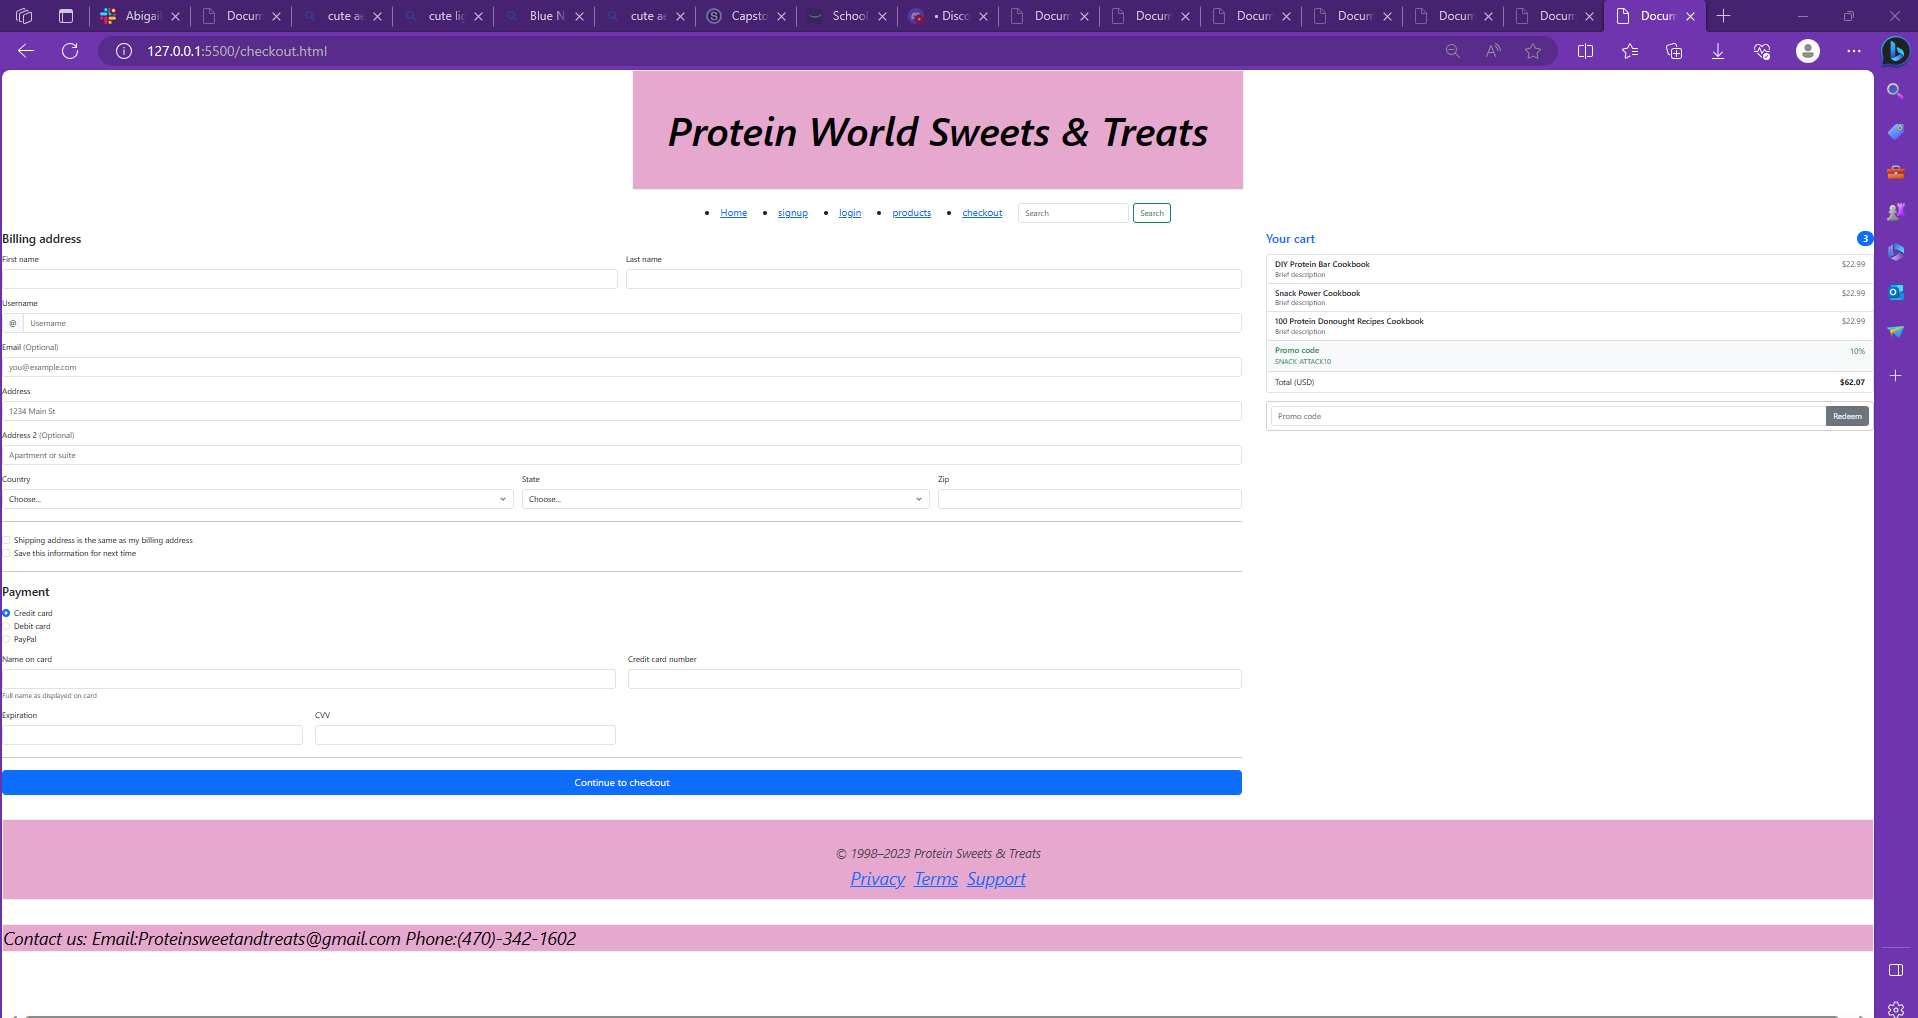 Abigail
Docum
cute ae
cute lig
Blue N
cute ae
Capsto
School
• Disco
Docum
Docum
Docum
Docum
Docum
Docum
Docum
127.0.0.1:5500/checkout.html
Protein World Sweets & Treats
Home
signup
login
products
checkout
Search
Search
Billing address
First name
Last name
Username
@
Username
Email (Optional)
you@example.com
Address
1234 Main St
Address 2 (Optional)
Apartment or suite
Country
State
Zip
Choose...
Choose...
Shipping address is the same as my billing address
Save this information for next time
Payment
Credit card
Debit card
PayPal
Name on card
Credit card number
Full name as displayed on card
Expiration
CVV
Continue to checkout
Your cart
3
DIY Protein Bar Cookbook
$22.99
Brief description
Snack Power Cookbook
$22.99
Brief description
100 Protein Donought Recipes Cookbook
$22.99
Brief description
Promo code
10%
SNACK-ATTACK10
Total (USD)
$62.07
Promo code
Redeem
© 1998–2023 Protein Sweets & Treats
Privacy Terms Support
Contact us: Email:Proteinsweetandtreats@gmail.com Phone:(470)-342-1602